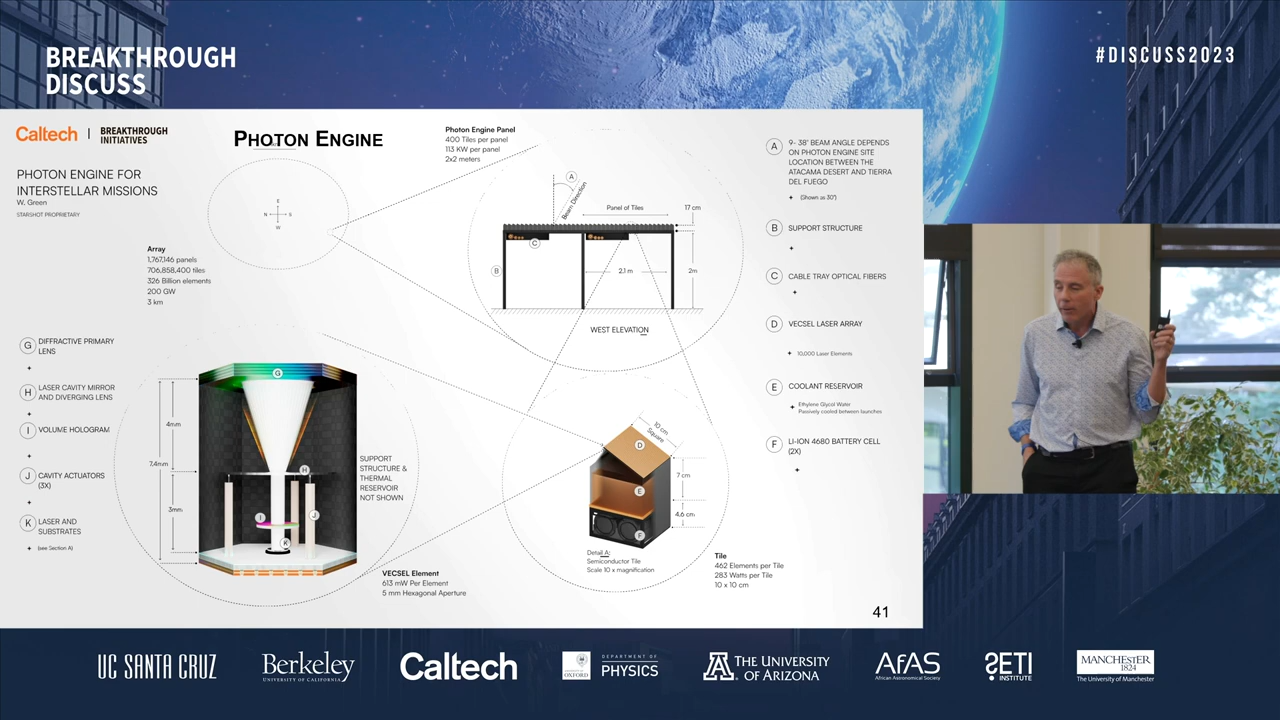 BREAKTHROUGH
DISCUSS
#DISCUSS2023
Caltech | BREAKTHROUGH
INITIATIVES
PHOTON ENGINE
PHOTON ENGINE FOR
INTERSTELLAR MISSIONS
W. Green
STARSHOT PROPRIETARY
E
N S
W
Array
1,767,146 panels
706,858,400 tiles
326 Billion elements
200 GW
3 km
Photon Engine Panel
400 Tiles per panel
113 KW per panel
2x2 meters
A
Beam Direction
Panel of Tiles
17 cm
C
B
2.1 m
2m
WEST ELEVATION
A
9- 38' BEAM ANGLE DEPENDS
ON PHOTON ENGINE SITE
LOCATION BETWEEN THE
ATACAMA DESERT AND TIERRA
DEL FUEGO
(Shown as 30°)
B
SUPPORT STRUCTURE
C
CABLE TRAY OPTICAL FIBERS
D
VECSEL LASER ARRAY
10,000 Laser Elements
E
COOLANT RESERVOIR
Ethylene Glycol Water
Passively cooled between launches
F
LI-ION 4680 BATTERY CELL
(2X)
G
DIFFRACTIVE PRIMARY
LENS
H
LASER CAVITY MIRROR
AND DIVERGING LENS
I
VOLUME HOLOGRAM
J
CAVITY ACTUATORS
(3X)
K
LASER AND
SUBSTRATES
(see Section A)
G
4mm
7.4mm
3mm
H
I
J
K
SUPPORT
STRUCTURE &
THERMAL
RESERVOIR
NOT SHOWN
VECSEL Element
613 mW Per Element
5 mm Hexagonal Aperture
10 cm
Square
D
7 cm
E
4.6 cm
F
Detail A:
Semiconductor Tile
Scale 10 x magnification
Tile
462 Elements per Tile
283 Watts per Tile
10 x 10 cm
41
UC SANTA CRUZ
Berkeley
UNIVERSITY OF CALIFORNIA
Caltech
UNIVERSITY OF
OXFORD
DEPARTMENT OF
PHYSICS
A
THE UNIVERSITY
OF ARIZONA
AfAS
African Astronomical Society
SETI
INSTITUTE
MANCHESTER
1824
The University of Manchester